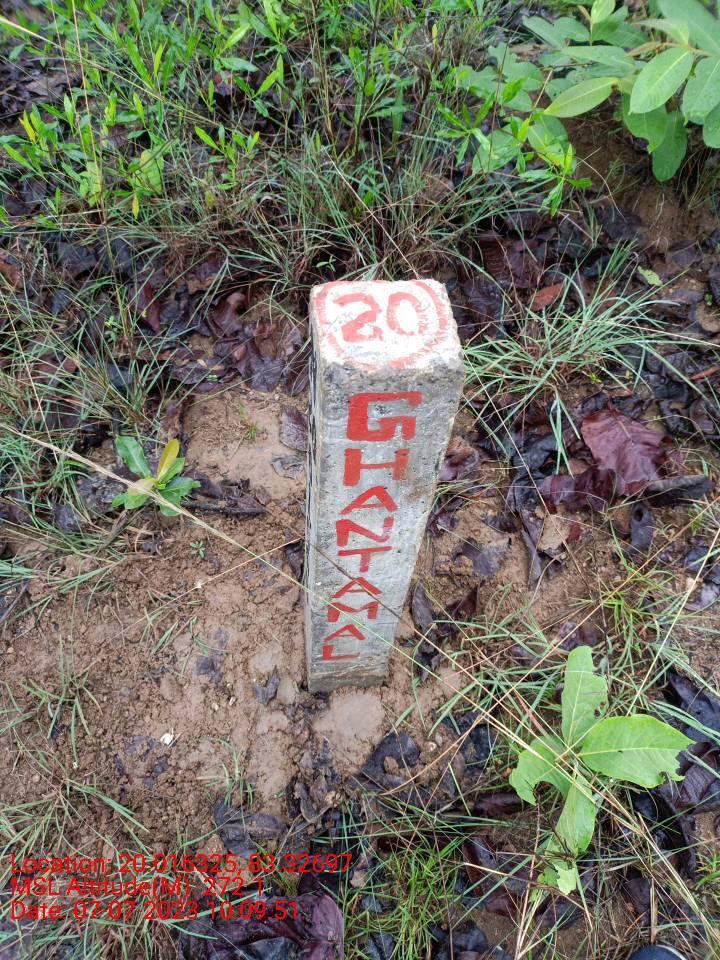 20
GHANTAMAL
Location: 20.016325, 83.32697
MSL Altitude(M) 272.1
Date: 07-07-2023 10:09:51